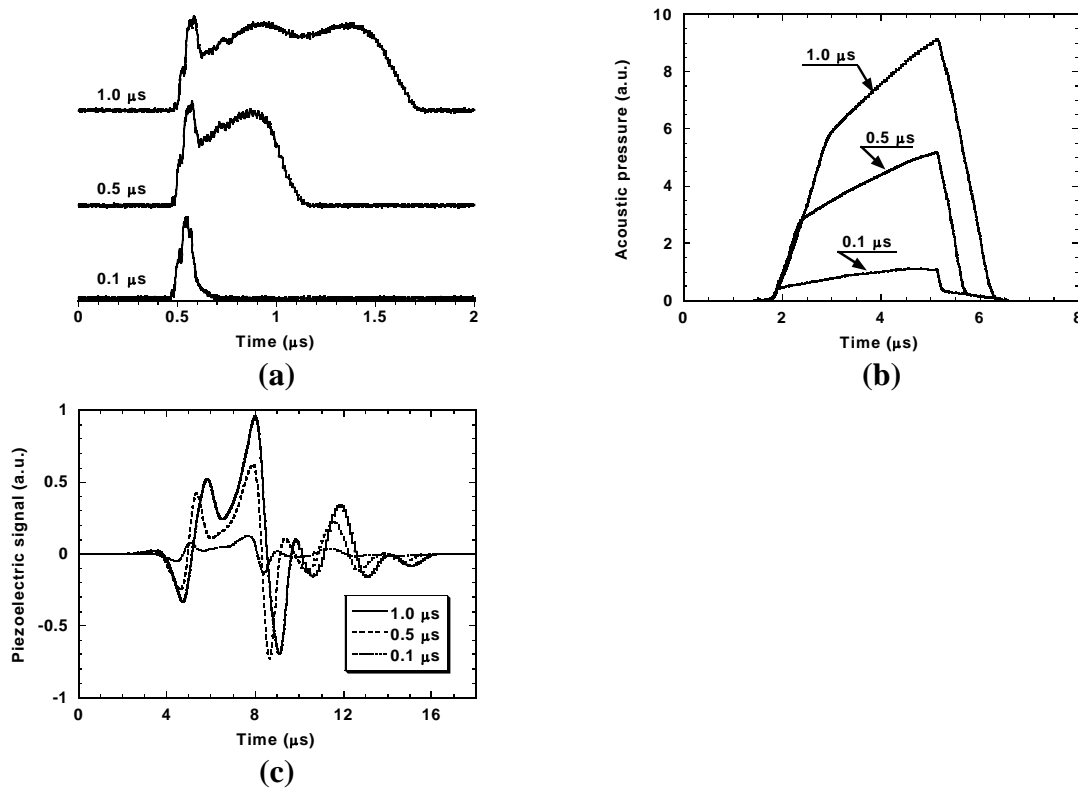 1.0 μs
0.5 μs
0.1 μs
0
0.5
1
1.5
2
Time (μs)
(a)
10
8
6
4
2
0
Acoustic pressure (a.u.)
1.0 μs
0.5 μs
0.1 μs
0
2
4
6
8
Time (μs)
(b)
1
0.5
0
-0.5
-1
Piezoelectric signal (a.u.)
1.0 μs
0.5 μs
0.1 μs
0
4
8
12
16
Time (μs)
(c)